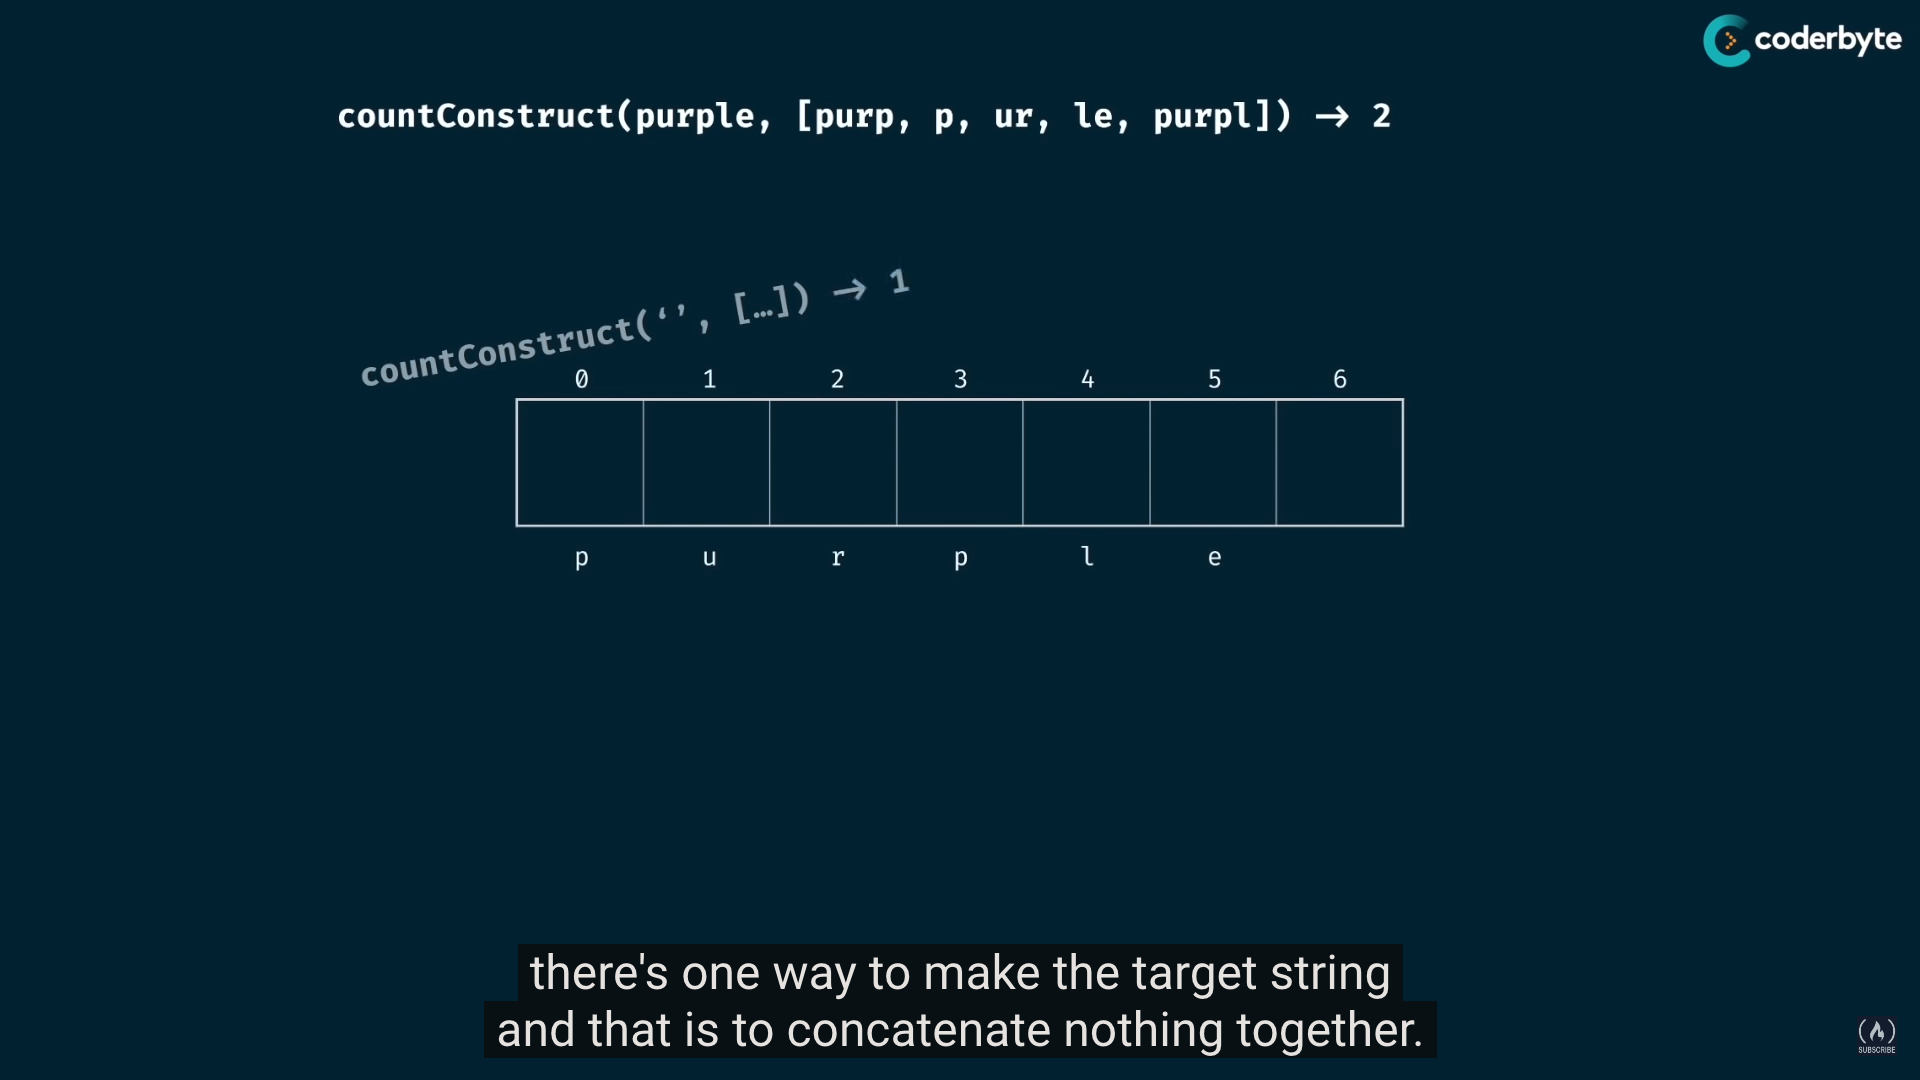 coderbyte
countConstruct(purple, [purp, p, ur, le, purpl]) → 2
countConstruct(‘’, […]) → 1
0 1 2 3 4 5 6
p u r p l e
there's one way to make the target string
and that is to concatenate nothing together.
SUBSCRIBE